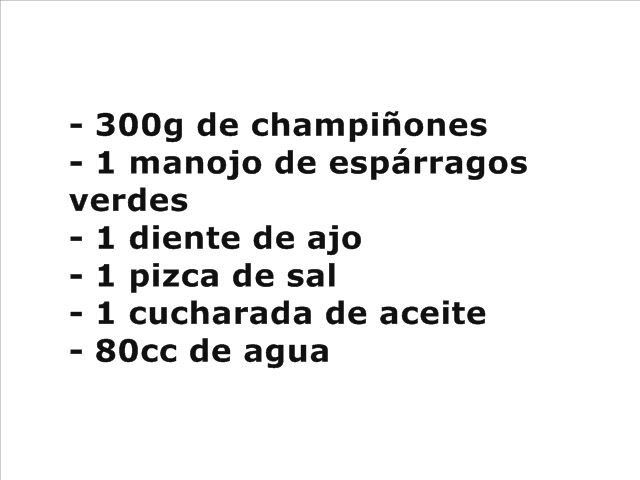 - 300g de champiñones
- 1 manojo de espárragos
verdes
- 1 diente de ajo
- 1 pizca de sal
- 1 cucharada de aceite
- 80cc de agua